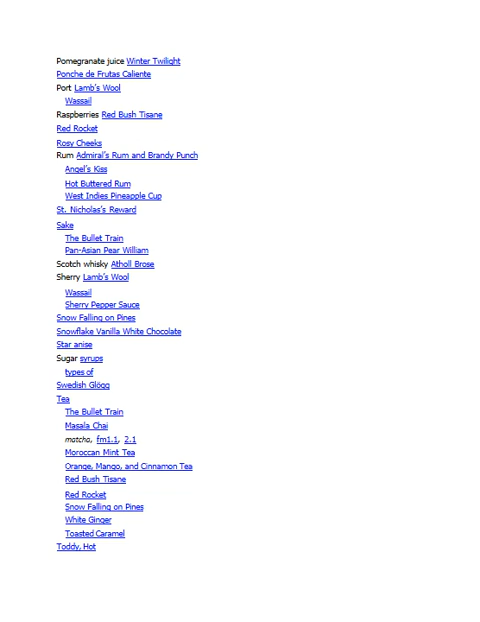 Pomegranate juice Winter Twilight
Ponche de Frutas Caliente
Port Lamb's Wool
Wassail
Raspberries Red Bush Tisane
Red Rocket
Rosy Cheeks
Rum Admiral's Rum and Brandy Punch
Angel's Kiss
Hot Buttered Rum
West Indies Pineapple Cup
St. Nicholas's Reward
Sake
The Bullet Train
Pan-Asian Pear William
Scotch whisky Atholl Brose
Sherry Lamb's Wool
Wassail
Sherry Pepper Sauce
Snow Falling on Pines
Snowflake Vanilla White Chocolate
Star anise
Sugar syrups
types of
Swedish Glögg
Tea
The Bullet Train
Masala Chai
matcha, fm1.1, 2.1
Moroccan Mint Tea
Orange, Mango, and Cinnamon Tea
Red Bush Tisane
Red Rocket
Snow Falling on Pines
White Ginger
Toasted Caramel
Toddy, Hot